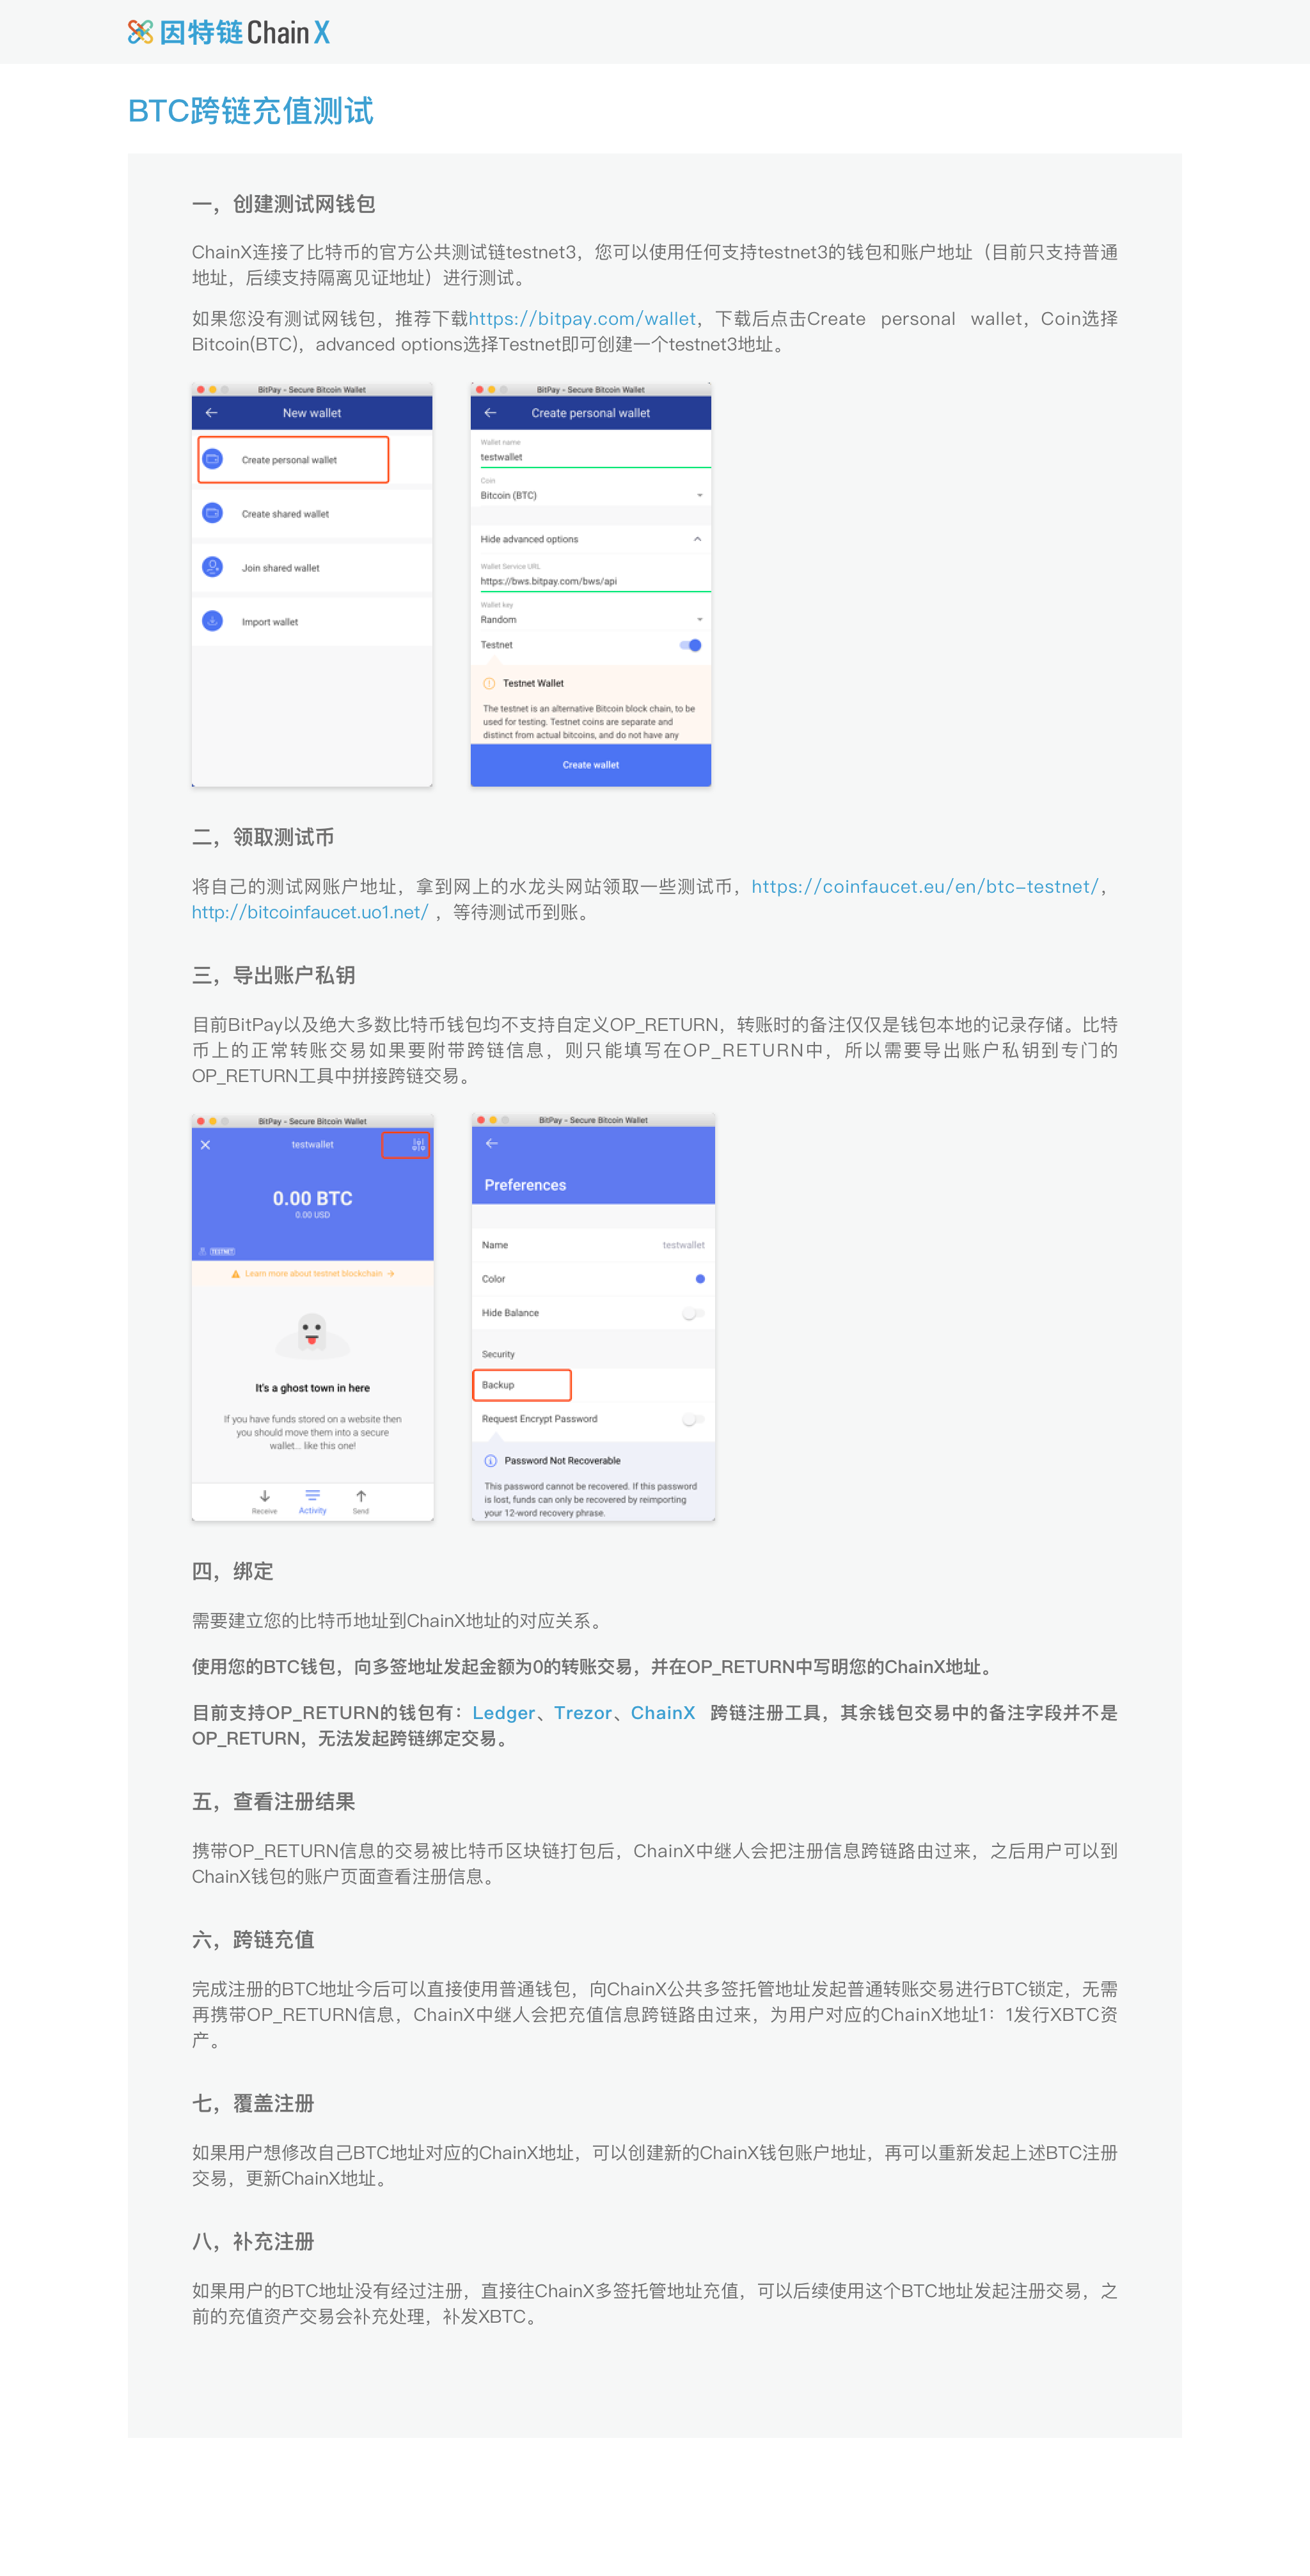 因特链ChainX
BTC跨链充值测试
一，创建测试网钱包
ChainX连接了比特币的官方公共测试链testnet3，您可以使用任何支持testnet3的钱包和账户地址（目前只支持普通
地址，后续支持隔离见证地址）进行测试。
如果您没有测试网钱包，推荐下载https://bitpay.com/wallet，下载后点击Create personal wallet，Coin选择
Bitcoin(BTC)，advanced options选择Testnet即可创建一个testnet3地址。
BitPay - Secure Bitcoin Wallet
New wallet
Create personal wallet
Create shared wallet
Join shared wallet
Import wallet
BitPay - Secure Bitcoin Wallet
Create personal wallet
Wallet name
testwallet
Coin
Bitcoin (BTC)
Hide advanced options
Wallet Service URL
https://bws.bitpay.com/bws/api
Wallet key
Random
Testnet
Testnet Wallet
The testnet is an alternative Bitcoin block chain, to be
used for testing. Testnet coins are separate and
distinct from actual bitcoins, and do not have any
Create wallet
二，领取测试币
将自己的测试网账户地址，拿到网上的水龙头网站领取一些测试币，https://coinfaucet.eu/en/btc-testnet/，
http://bitcoinfaucet.uo1.net/ ，等待测试币到账。
三，导出账户私钥
目前BitPay以及绝大多数比特币钱包均不支持自定义OP_RETURN，转账时的备注仅仅是钱包本地的记录存储。比特
币上的正常转账交易如果要附带跨链信息，则只能填写在OP_RETURN中，所以需要导出账户私钥到专门的
OP_RETURN工具中拼接跨链交易。
BitPay - Secure Bitcoin Wallet
testwallet
0.00 BTC
0.00 USD
TESTNET
Learn more about testnet blockchain
It's a ghost town in here
If you have funds stored on a website then
you should move them into a secure
wallet... like this one!
Receive
Activity
Send
BitPay - Secure Bitcoin Wallet
Preferences
Name testwallet
Color
Hide Balance
Security
Backup
Request Encrypt Password
Password Not Recoverable
This password cannot be recovered. If this password
is lost, funds can only be recovered by reimporting
your 12-word recovery phrase.
四，绑定
需要建立您的比特币地址到ChainX地址的对应关系。
使用您的BTC钱包，向多签地址发起金额为0的转账交易，并在OP_RETURN中写明您的ChainX地址。
目前支持OP_RETURN的钱包有：Ledger、Trezor、ChainX 跨链注册工具，其余钱包交易中的备注字段并不是
OP_RETURN，无法发起跨链绑定交易。
五，查看注册结果
携带OP_RETURN信息的交易被比特币区块链打包后，ChainX中继人会把注册信息跨链路由过来，之后用户可以到
ChainX钱包的账户页面查看注册信息。
六，跨链充值
完成注册的BTC地址今后可以直接使用普通钱包，向ChainX公共多签托管地址发起普通转账交易进行BTC锁定，无需
再携带OP_RETURN信息，ChainX中继人会把充值信息跨链路由过来，为用户对应的ChainX地址1：1发行XBTC资
产。
七，覆盖注册
如果用户想修改自己BTC地址对应的ChainX地址，可以创建新的ChainX钱包账户地址，再可以重新发起上述BTC注册
交易，更新ChainX地址。
八，补充注册
如果用户的BTC地址没有经过注册，直接往ChainX多签托管地址充值，可以后续使用这个BTC地址发起注册交易，之
前的充值资产交易会补充处理，补发XBTC。